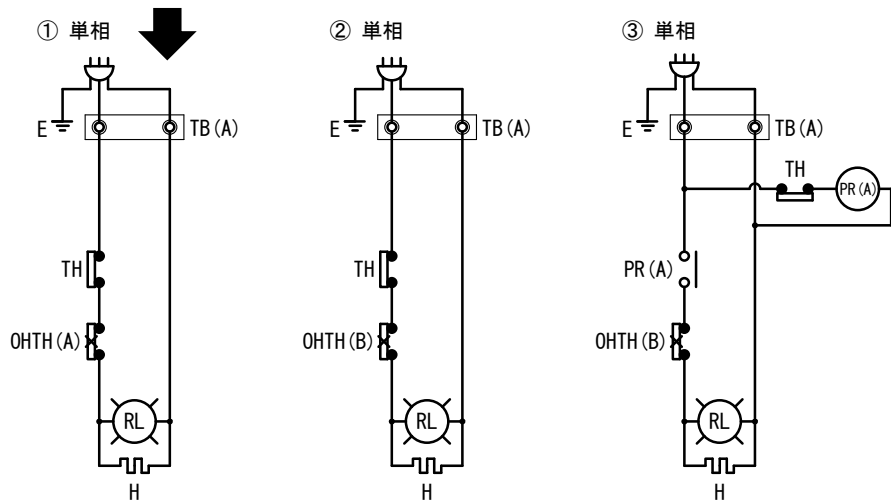 ① 単相
E
TB(A)
TH
OHTH(A)
RL
H
② 単相
E
TB(A)
TH
OHTH(B)
RL
H
③ 単相
E
TB(A)
TH
PR(A)
PR(A)
OHTH(B)
RL
H